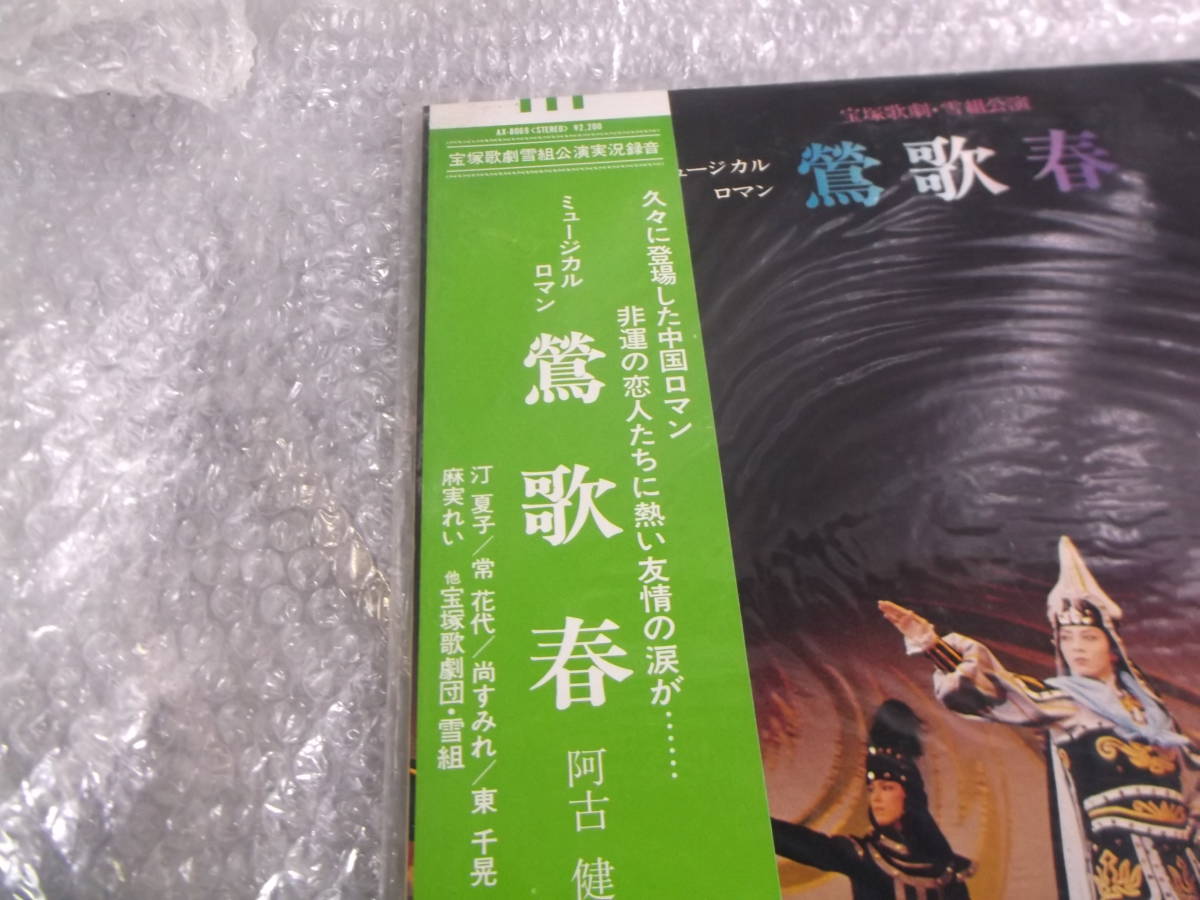 AX-8069<STEREO> ¥2,200
宝塚歌劇雪組公演実況録音
久々に登場した中国ロマン
非運の恋人たちに熱い友情の涙が……
ミュージカル
ロマン
鶯歌春
阿古 健
汀 夏子/常 花代/尚すみれ/東 千晃
麻実れい 他 宝塚歌劇団・雪組
宝塚歌劇・雪組公演
ュージカル
ロマン
鶯歌春